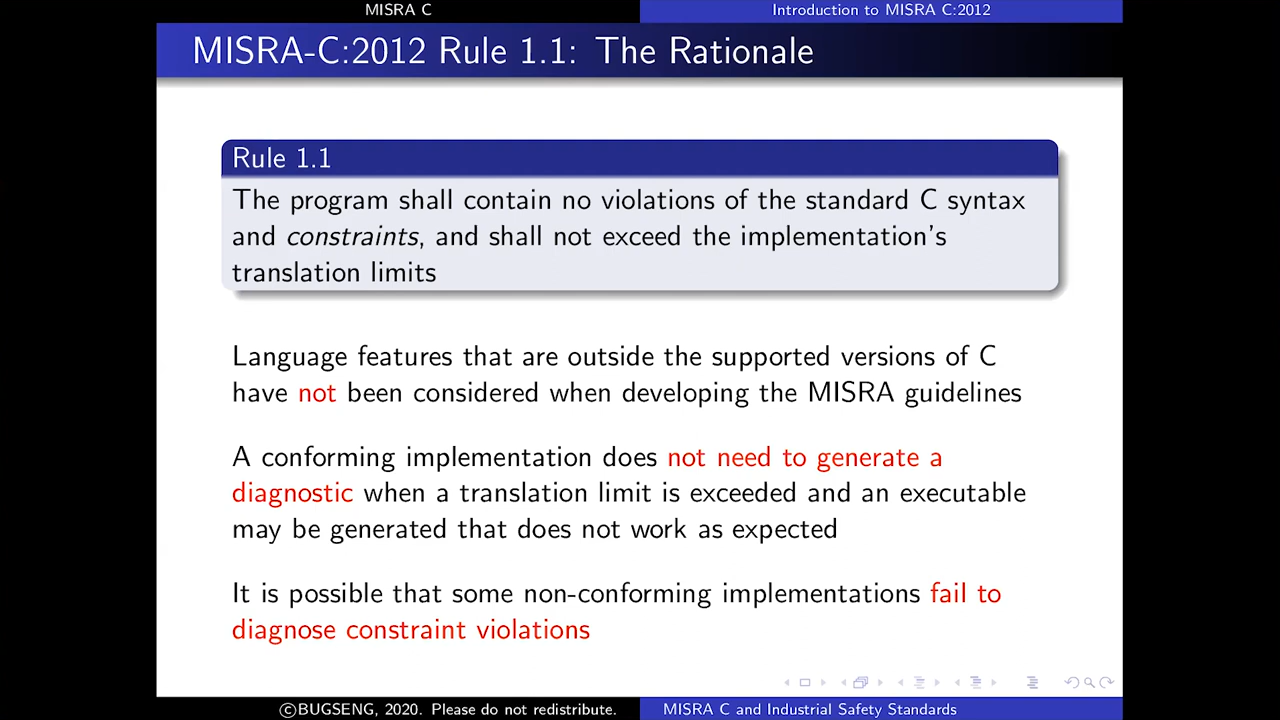 MISRA C
Introduction to MISRA C:2012
MISRA-C:2012 Rule 1.1: The Rationale
Rule 1.1
The program shall contain no violations of the standard C syntax
and constraints, and shall not exceed the implementation's
translation limits
Language features that are outside the supported versions of C
have not been considered when developing the MISRA guidelines
A conforming implementation does not need to generate a
diagnostic when a translation limit is exceeded and an executable
may be generated that does not work as expected
It is possible that some non-conforming implementations fail to
diagnose constraint violations
©BUGSENG, 2020. Please do not redistribute.
MISRA C and Industrial Safety Standards